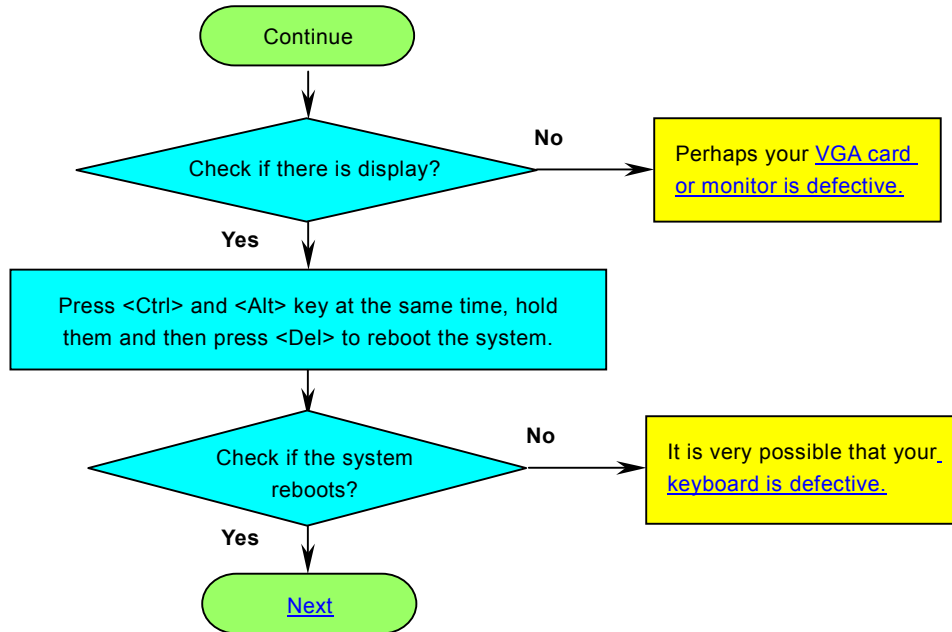 Continue
Check if there is display?
No
Perhaps your VGA card
or monitor is defective.
Yes
Press <Ctrl> and <Alt> key at the same time, hold
them and then press <Del> to reboot the system.
Check if the system
reboots?
No
It is very possible that your
keyboard is defective.
Yes
Next